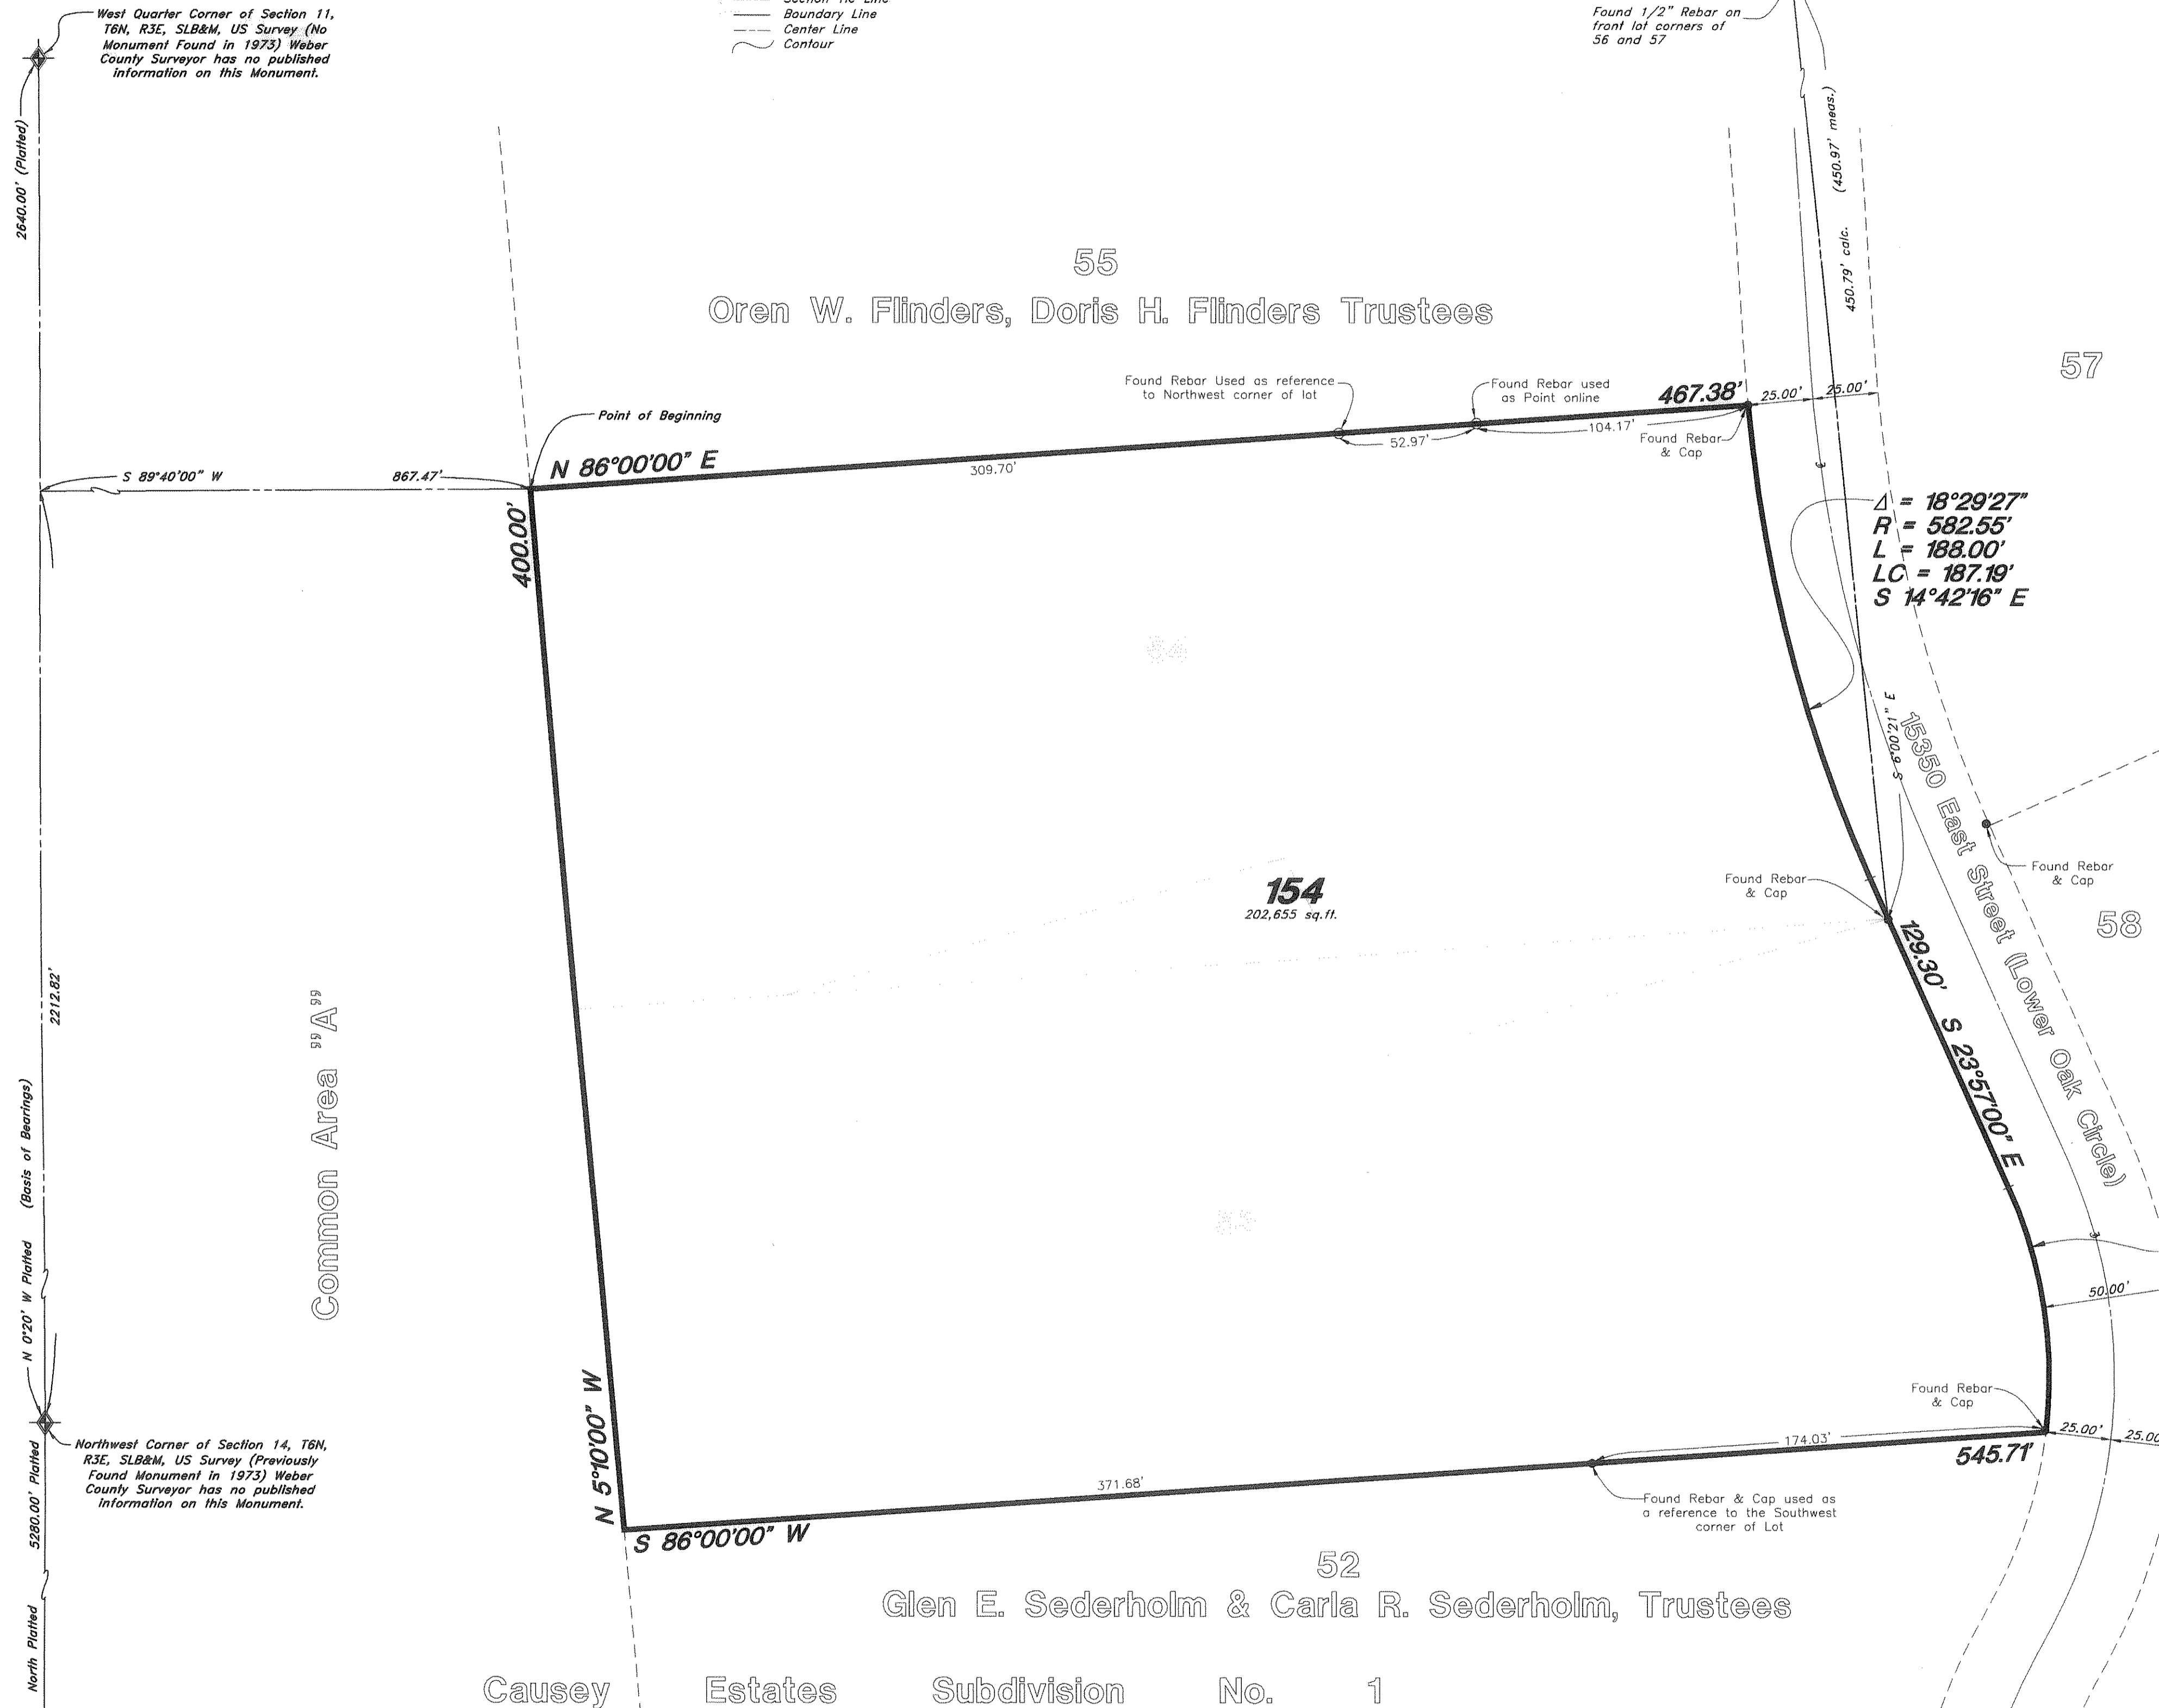 West Quarter Corner of Section 11,
T6N, R3E, SLB&M, US Survey (No
Monument Found in 1973) Weber
County Surveyor has no published
information on this Monument.
Boundary Line
Center Line
Contour
Found 1/2" Rebar on
front lot corners of
56 and 57
2640.00' (Platted)
(450.97' meas.)
450.79' calc.
55
Oren W. Flinders, Doris H. Flinders Trustees
57
Found Rebar Used as reference
to Northwest corner of lot
Found Rebar used
as Point online
467.38'
25.00'
25.00'
Point of Beginning
52.97'
104.17'
Found Rebar
& Cap
S 89°40'00" W
867.47'
N 86°00'00" E
309.70'
400.00'
Δ = 18°29'27"
R = 582.55'
L = 188.00'
LC = 187.19'
S 14°42'16" E
54
S 6°00'21" E
15350 East Street (Lower Oak Circle)
154
202,655 sq.ft.
Found Rebar
& Cap
Found Rebar
& Cap
58
129.30'
S 23°57'00" E
2212.82'
Common Area "A"
(Basis of Bearings)
N 0°20' W Platted
53
50.00'
Found Rebar
& Cap
25.00'
25.00
174.03'
545.71'
Northwest Corner of Section 14, T6N,
R3E, SLB&M, US Survey (Previously
Found Monument in 1973) Weber
County Surveyor has no published
information on this Monument.
5280.00' Platted
North Platted
N 5°10'00" W
371.68'
S 86°00'00" W
Found Rebar & Cap used as
a reference to the Southwest
corner of Lot
52
Glen E. Sederholm & Carla R. Sederholm, Trustees
Causey Estates Subdivision No. 1